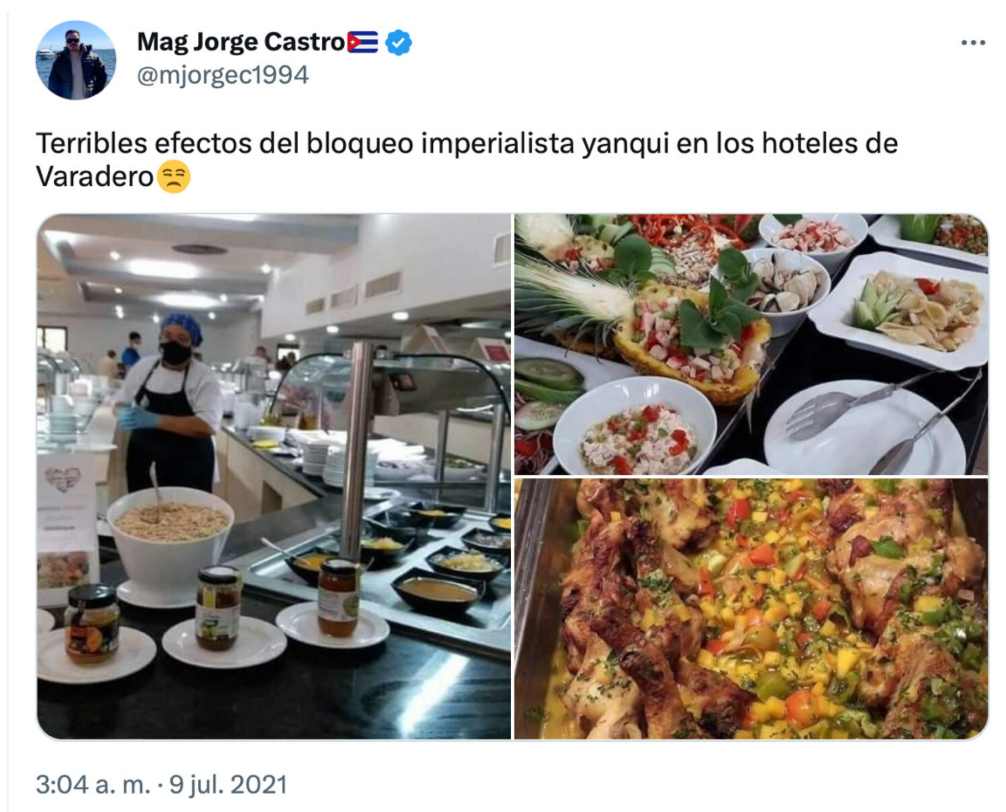 Mag Jorge Castro🇨🇺
@mjorgec1994
Terribles efectos del bloqueo imperialista yanqui en los hoteles de
Varadero😒
3:04 a. m. · 9 jul. 2021